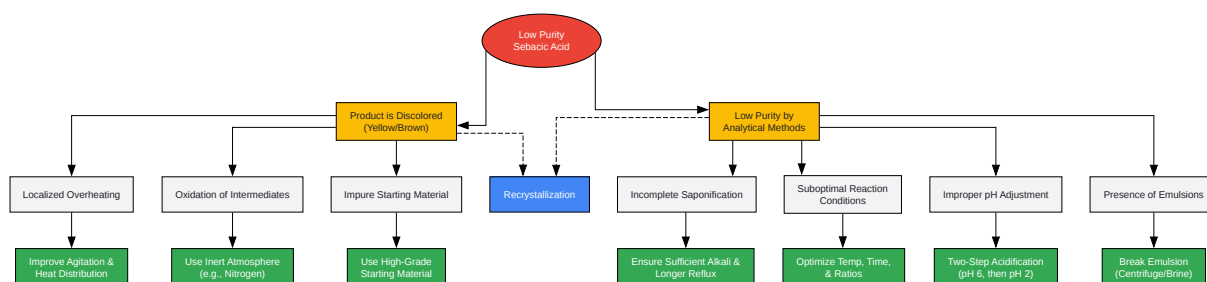 Low Purity
Sebacic Acid
Product is Discolored
(Yellow/Brown)
Low Purity by
Analytical Methods
Localized Overheating
Oxidation of Intermediates
Impure Starting Material
Recrystallization
Incomplete Saponification
Suboptimal Reaction
Conditions
Improper pH Adjustment
Presence of Emulsions
Improve Agitation &
Heat Distribution
Use Inert Atmosphere
(e.g., Nitrogen)
Use High-Grade
Starting Material
Ensure Sufficient Alkali &
Longer Reflux
Optimize Temp, Time,
& Ratios
Two-Step Acidification
(pH 6, then pH 2)
Break Emulsion
(Centrifuge/Brine)